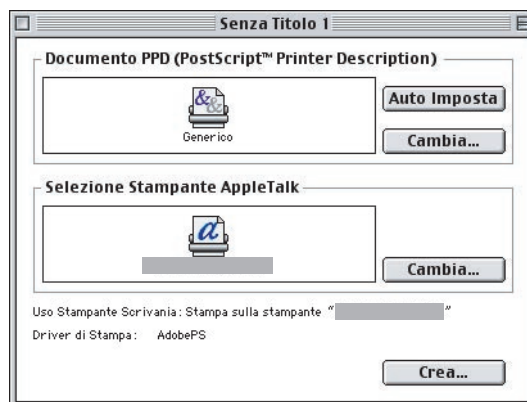 Senza Titolo 1
Documento PPD (PostScript™ Printer Description)
&&
Generico
Auto Imposta
Cambia...
Selezione Stampante AppleTalk
a
Cambia...
Uso Stampante Scrivania: Stampa sulla stampante “ ”
Driver di Stampa: AdobePS
Crea...